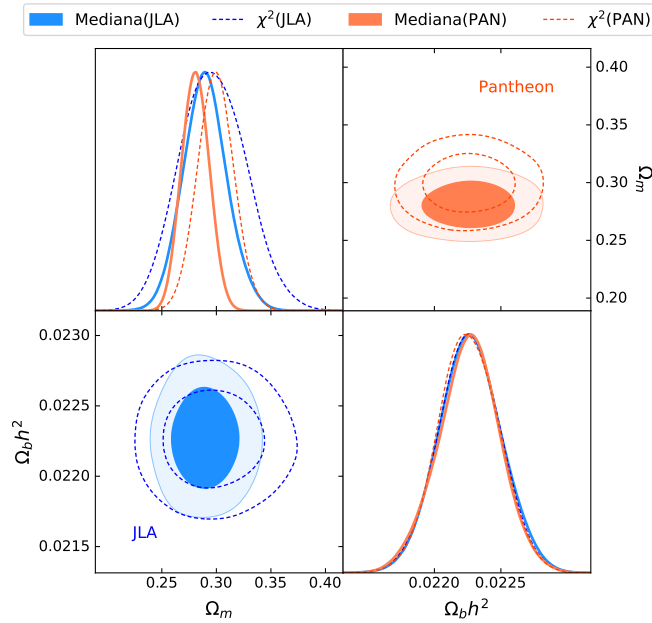 Mediana(JLA) χ²(JLA) Mediana(PAN) χ²(PAN)
Pantheon
0.40
0.35
0.30
0.25
0.20
Ωm
0.0230
0.0225
0.0220
0.0215
Ωbh²
JLA
0.25 0.30 0.35 0.40
Ωm
0.0220 0.0225
Ωbh²